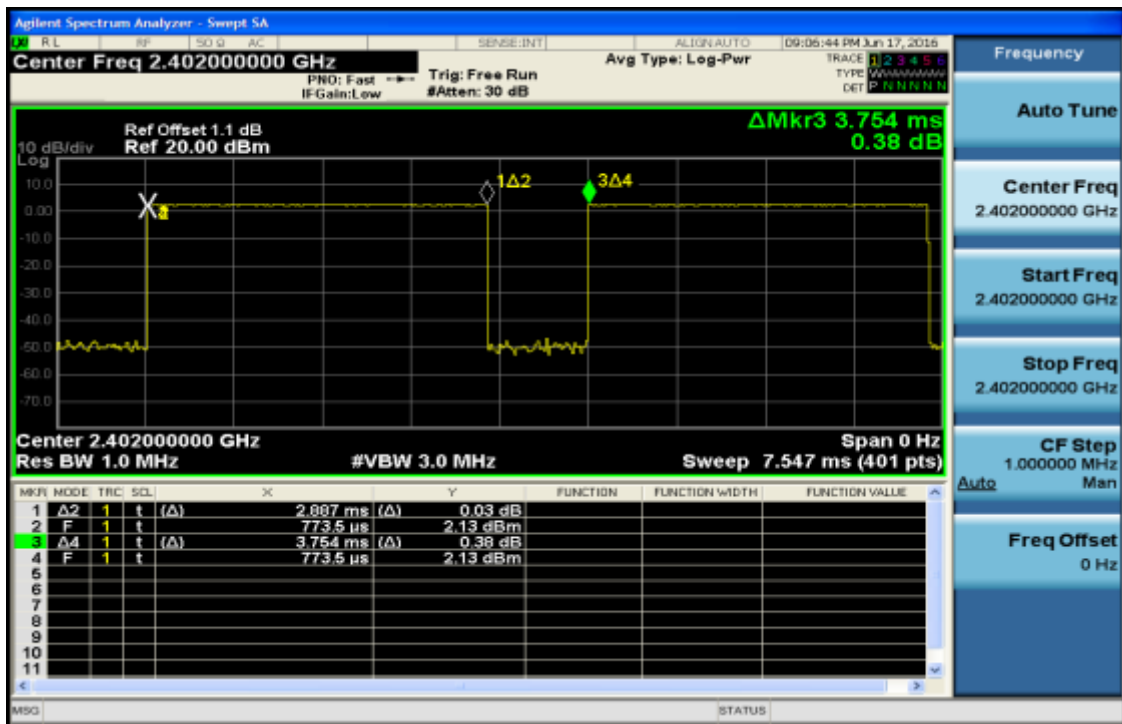 Agilent Spectrum Analyzer - Swept SA
RL RF 50 Ω AC SENSE:INT ALIGN AUTO 09:06:44 PM Jun 17, 2016
Center Freq 2.402000000 GHz
PNO: Fast
IFGain:Low
Trig: Free Run
#Atten: 30 dB
Avg Type: Log-Pwr
TRACE 1 2 3 4 5 6
TYPE
DET P N N N N N
ΔMkr3 3.754 ms
0.38 dB
Ref Offset 1.1 dB
10 dB/div Ref 20.00 dBm
Log
10.0
0.00
-10.0
-20.0
-30.0
-40.0
-50.0
-60.0
-70.0
1Δ2
3Δ4
Center 2.402000000 GHz Span 0 Hz
Res BW 1.0 MHz #VBW 3.0 MHz Sweep 7.547 ms (401 pts)
MKR MODE TRC SCL X Y FUNCTION FUNCTION WIDTH FUNCTION VALUE
1 Δ2 1 t (Δ) 2.887 ms (Δ) 0.03 dB
2 F 1 t 773.5 µs 2.13 dBm
3 Δ4 1 t (Δ) 3.754 ms (Δ) 0.38 dB
4 F 1 t 773.5 µs 2.13 dBm
5
6
7
8
9
10
11
MSG STATUS
Frequency
Auto Tune
Center Freq
2.402000000 GHz
Start Freq
2.402000000 GHz
Stop Freq
2.402000000 GHz
CF Step
1.000000 MHz
Auto Man
Freq Offset
0 Hz